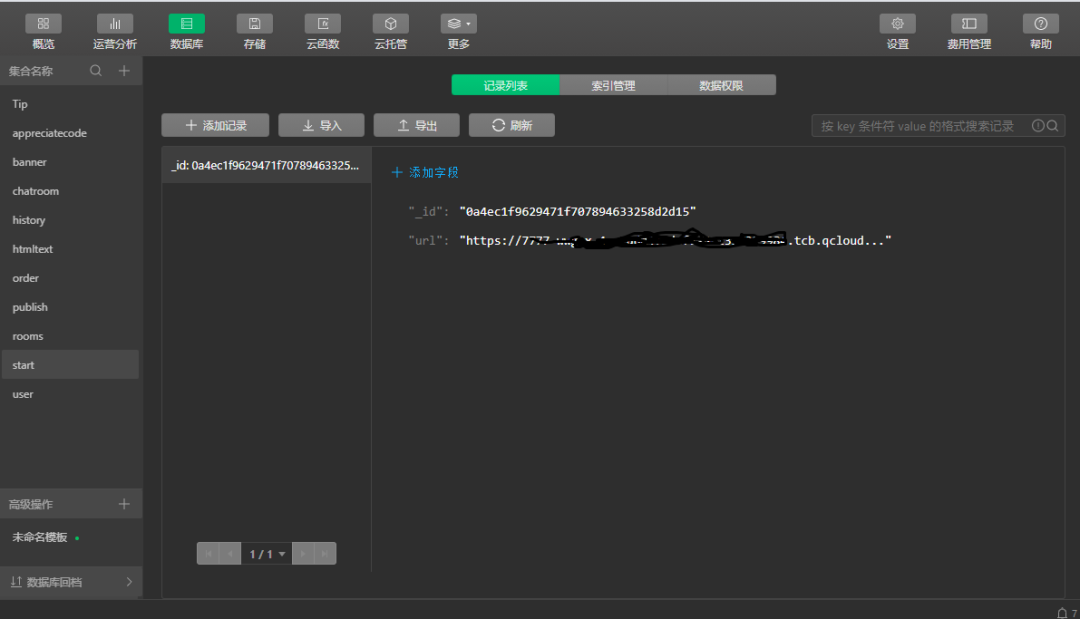 概览 运营分析 数据库 存储 云函数 云托管 更多 设置 费用管理 帮助
集合名称
记录列表 索引管理 数据权限
Tip
appreciatecode
添加记录 导入 导出 刷新 按 key 条件符 value 的格式搜索记录
banner
_id: 0a4ec1f9629471f70789463325...
添加字段
chatroom
"_id": "0a4ec1f9629471f707894633258d2d15"
history
"url": "https://7777 .tcb.qcloud..."
htmltext
order
publish
rooms
start
user
高级操作
未命名模板
1 / 1
数据库回档
7